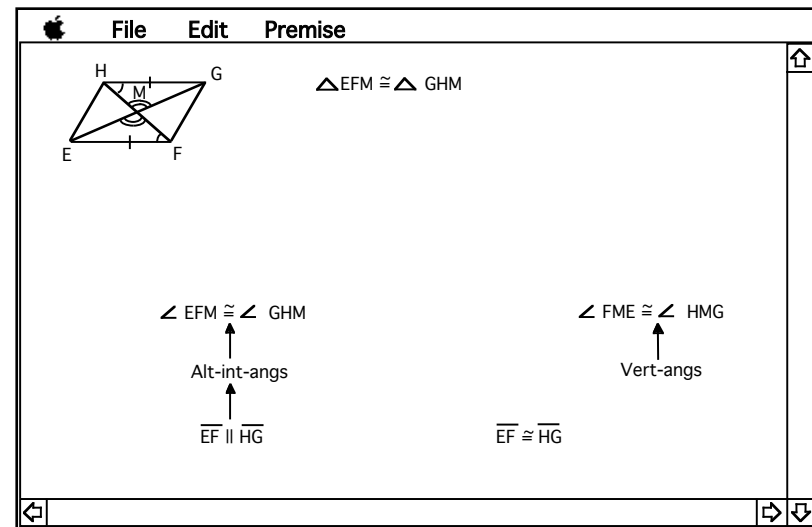 File Edit Premise
H G
M
E F
△EFM ≅ △ GHM
∠ EFM ≅ ∠ GHM
∠ FME ≅ ∠ HMG
Alt-int-angs
Vert-angs
EF || HG
EF ≅ HG